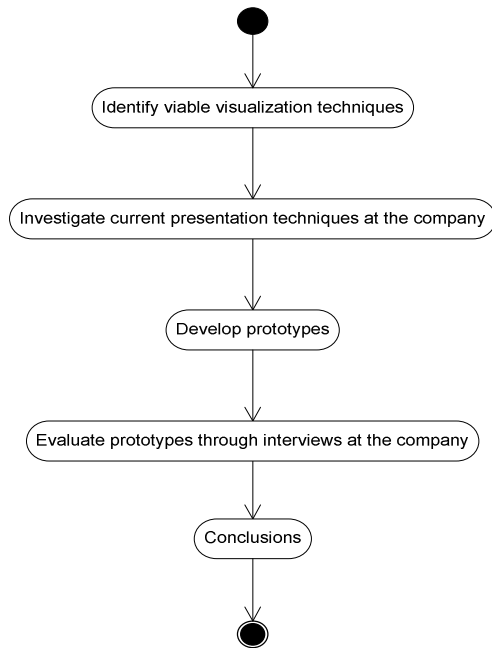 Identify viable visualization techniques
Investigate current presentation techniques at the company
Develop prototypes
Evaluate prototypes through interviews at the company
Conclusions